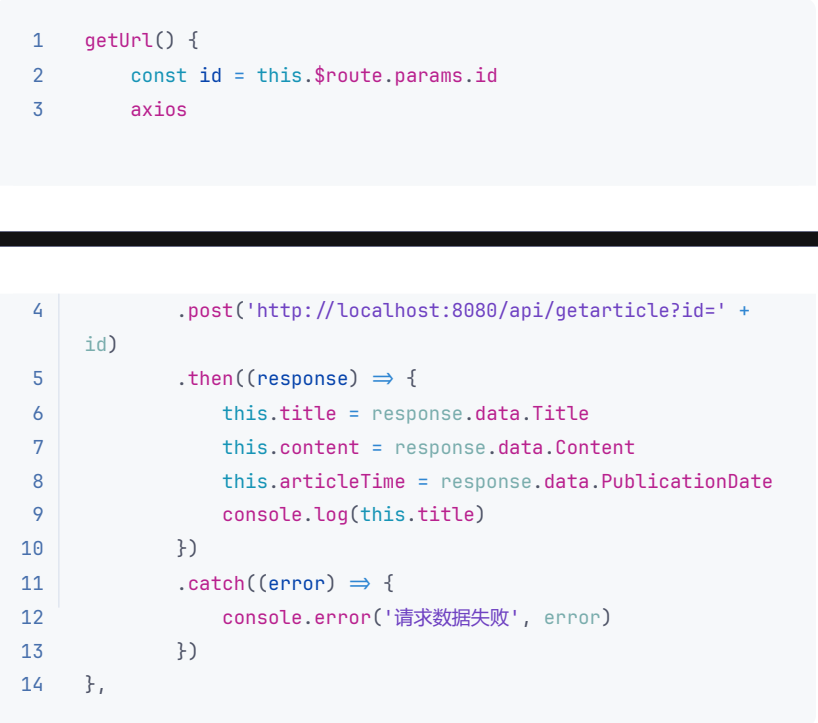 1 getUrl() {
2 const id = this.$route.params.id
3 axios
4 .post('http://localhost:8080/api/getarticle?id=' +
id)
5 .then((response) => {
6 this.title = response.data.Title
7 this.content = response.data.Content
8 this.articleTime = response.data.PublicationDate
9 console.log(this.title)
10 })
11 .catch((error) => {
12 console.error('请求数据失败', error)
13 })
14 },